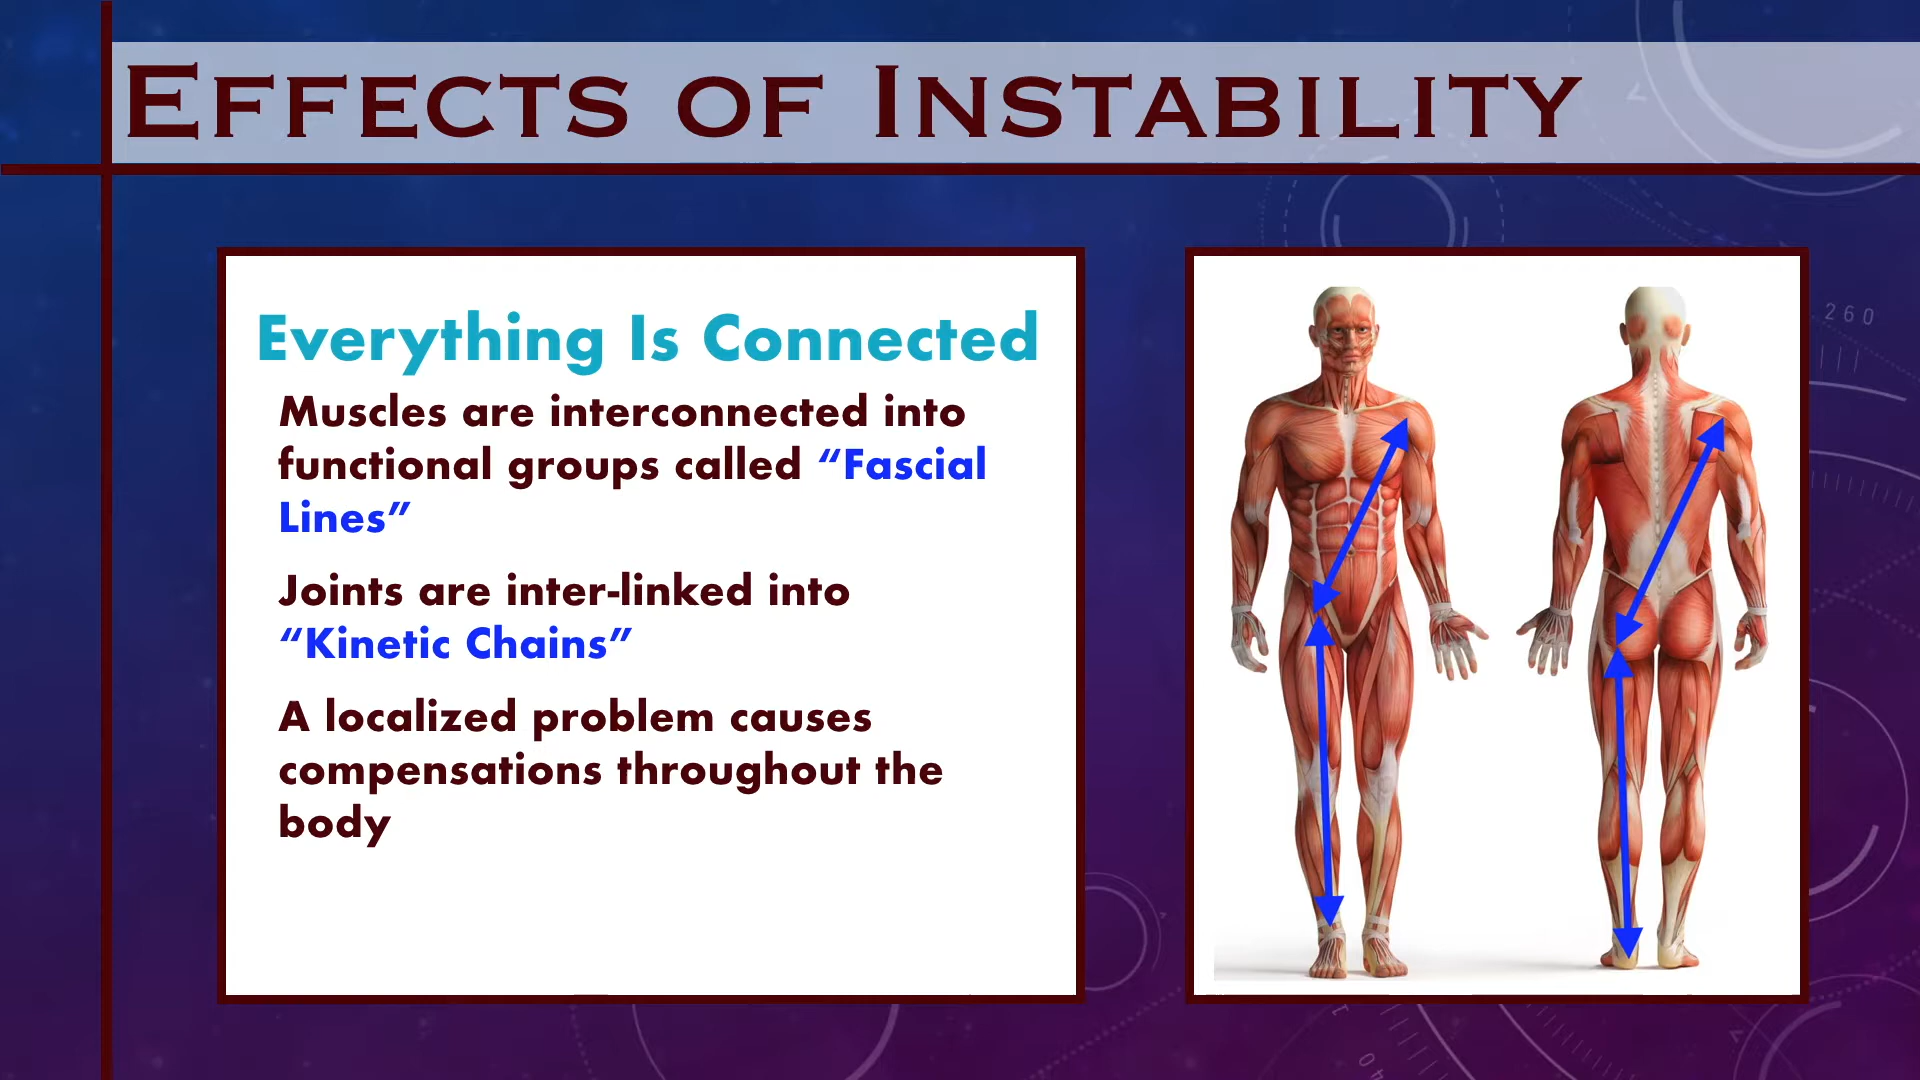 Effects of Instability
Everything Is Connected
Muscles are interconnected into
functional groups called “Fascial
Lines”
Joints are inter-linked into
“Kinetic Chains”
A localized problem causes
compensations throughout the
body
260
40